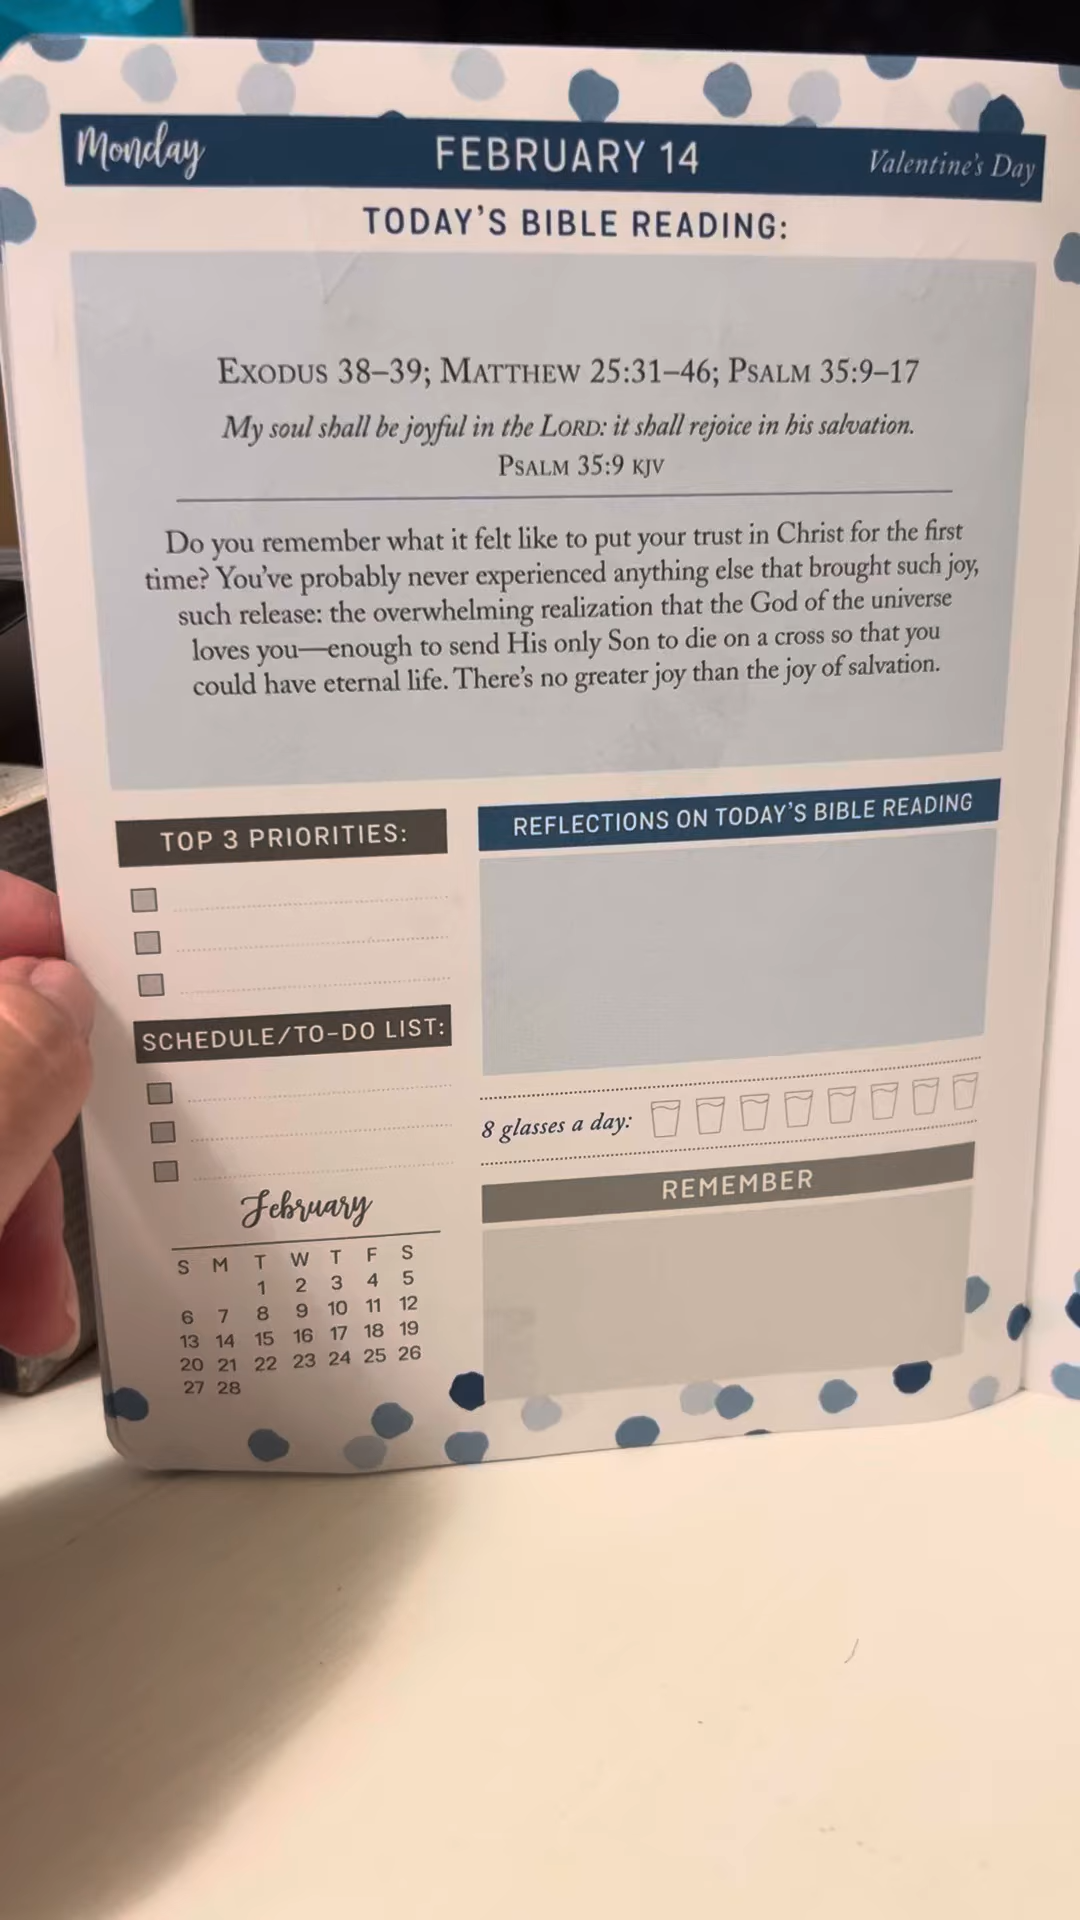 Monday FEBRUARY 14 Valentine's Day
TODAY'S BIBLE READING:
EXODUS 38–39; MATTHEW 25:31–46; PSALM 35:9–17
My soul shall be joyful in the LORD: it shall rejoice in his salvation.
PSALM 35:9 KJV
Do you remember what it felt like to put your trust in Christ for the first
time? You've probably never experienced anything else that brought such joy,
such release: the overwhelming realization that the God of the universe
loves you—enough to send His only Son to die on a cross so that you
could have eternal life. There's no greater joy than the joy of salvation.
TOP 3 PRIORITIES:
SCHEDULE/TO-DO LIST:
February
S M T W T F S
1 2 3 4 5
6 7 8 9 10 11 12
13 14 15 16 17 18 19
20 21 22 23 24 25 26
27 28
REFLECTIONS ON TODAY'S BIBLE READING
8 glasses a day:
REMEMBER